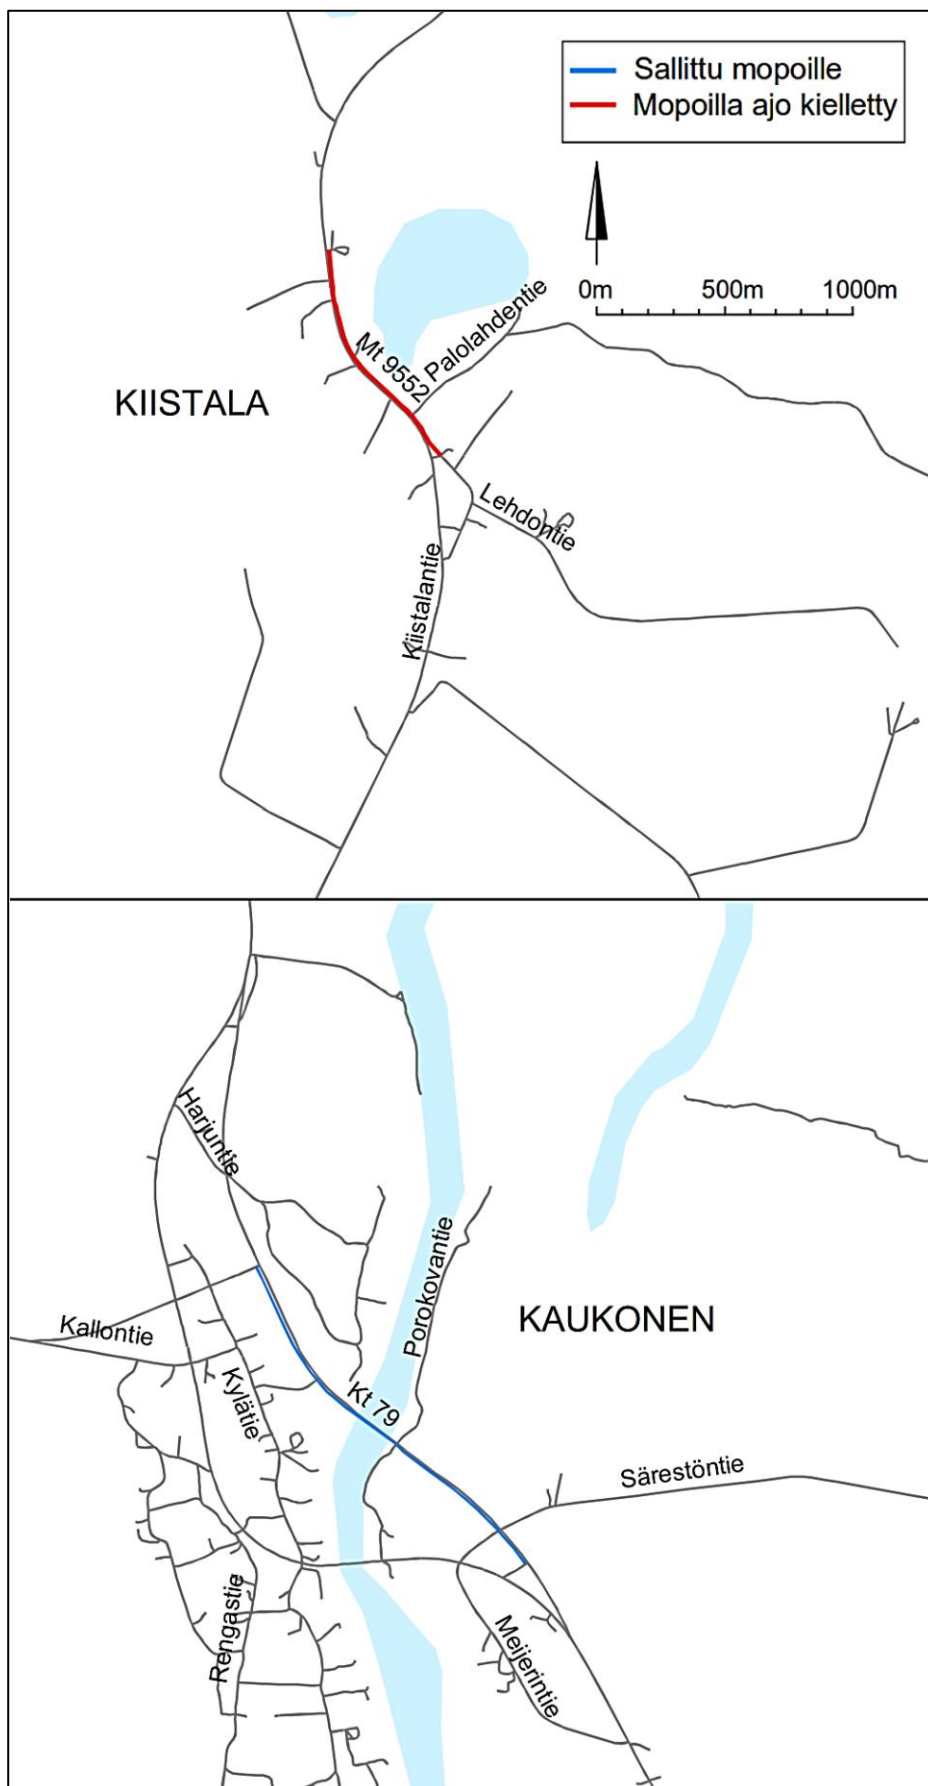 Sallittu mopoille
Mopoilla ajo kielletty
0m 500m 1000m
Palolahdentie
Mt 9552
KIISTALA
Lehdontie
Kiistalantie
Harjuntie
Porokovantie
KAUKONEN
Kallontie
Kylätie
Kt 79
Särestöntie
Rengastie
Meijerintie